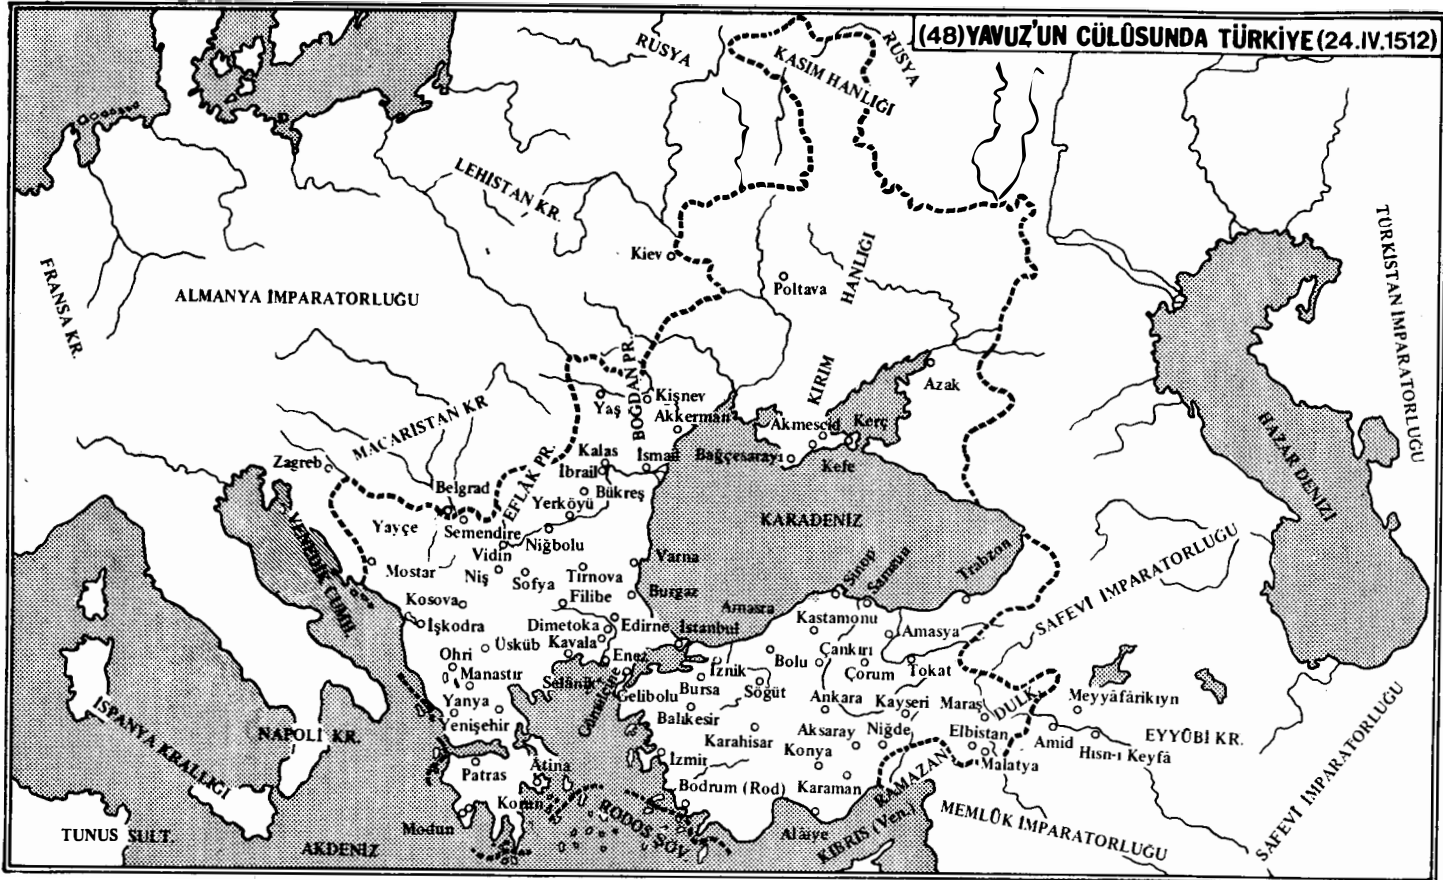 (48) YAVUZ'UN CÜLÛSUNDA TÜRKİYE (24.IV.1512)
RUSYA
RUSYA
KASIM HANLIĞI
LEHİSTAN KR.
Kiev
TÜRKİSTAN İMPARATORLUĞU
FRANSA KR.
ALMANYA İMPARATORLUĞU
Poltava
HANLIĞI
KIRIM
BOĞDAN PR.
Azak
Yaş
Kişnev
Akkerman
MACARİSTAN KR
Akmescid
Kerç
HAZAR DENİZİ
Zagreb
Kalas
İsmail
Bağçesarayı
Kefe
İbrail
Belgrad
EFLÂK PR.
Bükreş
Yerköyü
KARADENİZ
Yayçe
Semendire
VENEDİK CUMH.
Vidin
Niğbolu
Varna
Mostar
Niş
Sofya
Tırnova
Sinop
Samsun
Trabzon
SAFEVİ İMPARATORLUĞU
Kosova
Filibe
Burgaz
Amasra
İşkodra
Dimetoka
Edirne
İstanbul
Kastamonu
Amasya
Ohri
Üsküb
Kavala
Enez
İznik
Bolu
Çankırı
Çorum
Tokat
Manastır
Selânik
Gelibolu
Bursa
Söğüt
Ankara
Kayseri
Maraş
DULK.
Meyyâfârikıyn
Yanya
Yenişehir
Balıkesir
Karahisar
Aksaray
Niğde
Elbistan
Amid
Hısn-ı Keyfâ
EYYÛBİ KR.
İSPANYA KRALLIĞI
NAPOLİ KR.
Konya
Malatya
Patras
Atina
İzmir
Bodrum (Rod)
Karaman
RAMAZAN
Modun
RODOS ŞÖV.
Alâiye
KIBRIS (Ven.)
MEMLÛK İMPARATORLUĞU
SAFEVİ İMPARATORLUĞU
TUNUS SULT.
AKDENİZ